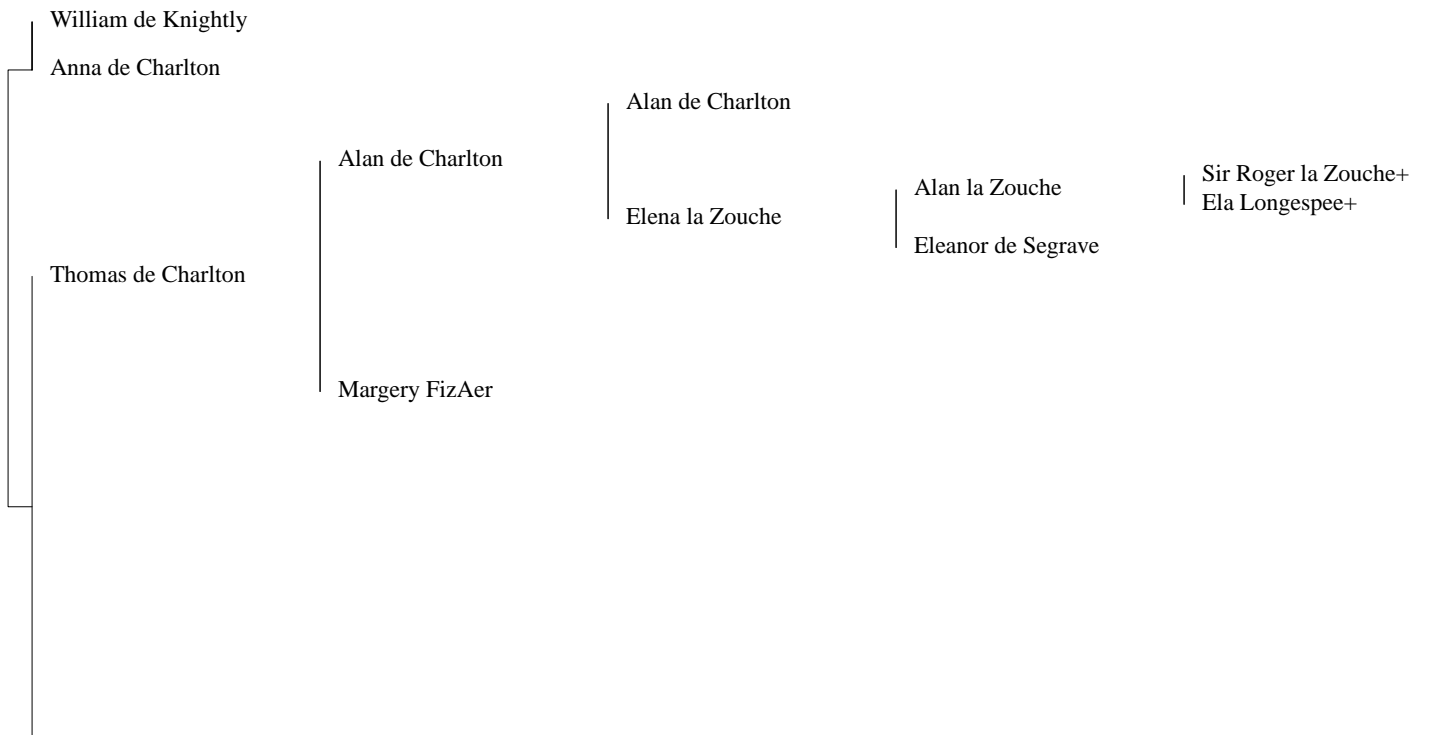 William de Knightly
Anna de Charlton
Alan de Charlton
Alan de Charlton
Sir Roger la Zouche+
Alan la Zouche
Ela Longespee+
Elena la Zouche
Eleanor de Segrave
Thomas de Charlton
Margery FizAer